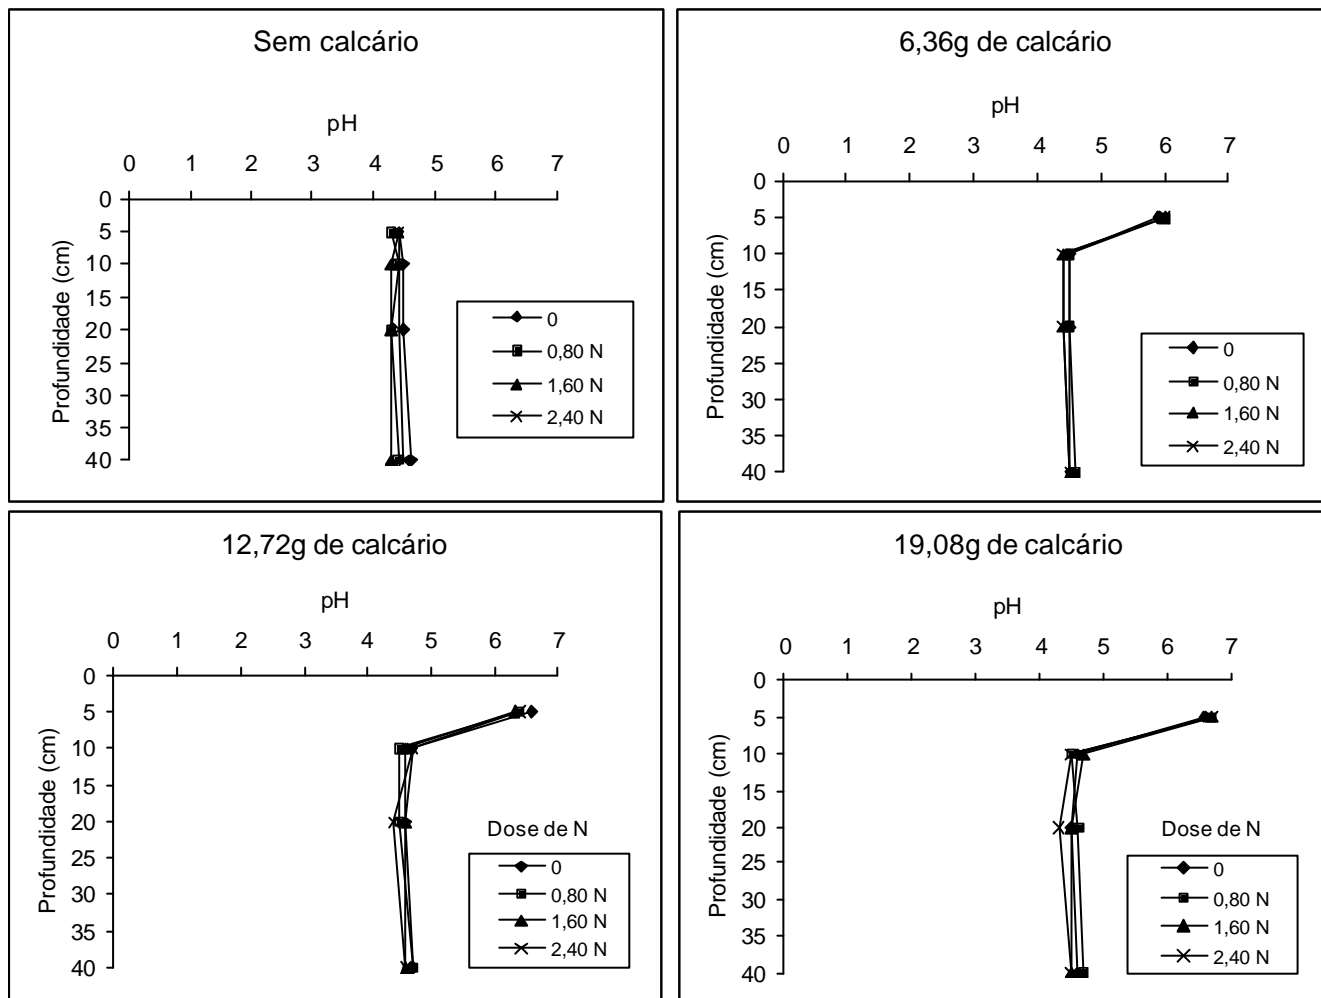 Sem calcário
pH
0 1 2 3 4 5 6 7
0
5
10
15
20
25
30
35
40
Profundidade (cm)
0
0,80 N
1,60 N
2,40 N
6,36g de calcário
pH
0 1 2 3 4 5 6 7
0
5
10
15
20
25
30
35
40
Profundidade (cm)
0
0,80 N
1,60 N
2,40 N
12,72g de calcário
pH
0 1 2 3 4 5 6 7
0
5
10
15
20
25
30
35
40
Profundidade (cm)
Dose de N
0
0,80 N
1,60 N
2,40 N
19,08g de calcário
pH
0 1 2 3 4 5 6 7
0
5
10
15
20
25
30
35
40
Profundidade (cm)
Dose de N
0
0,80 N
1,60 N
2,40 N